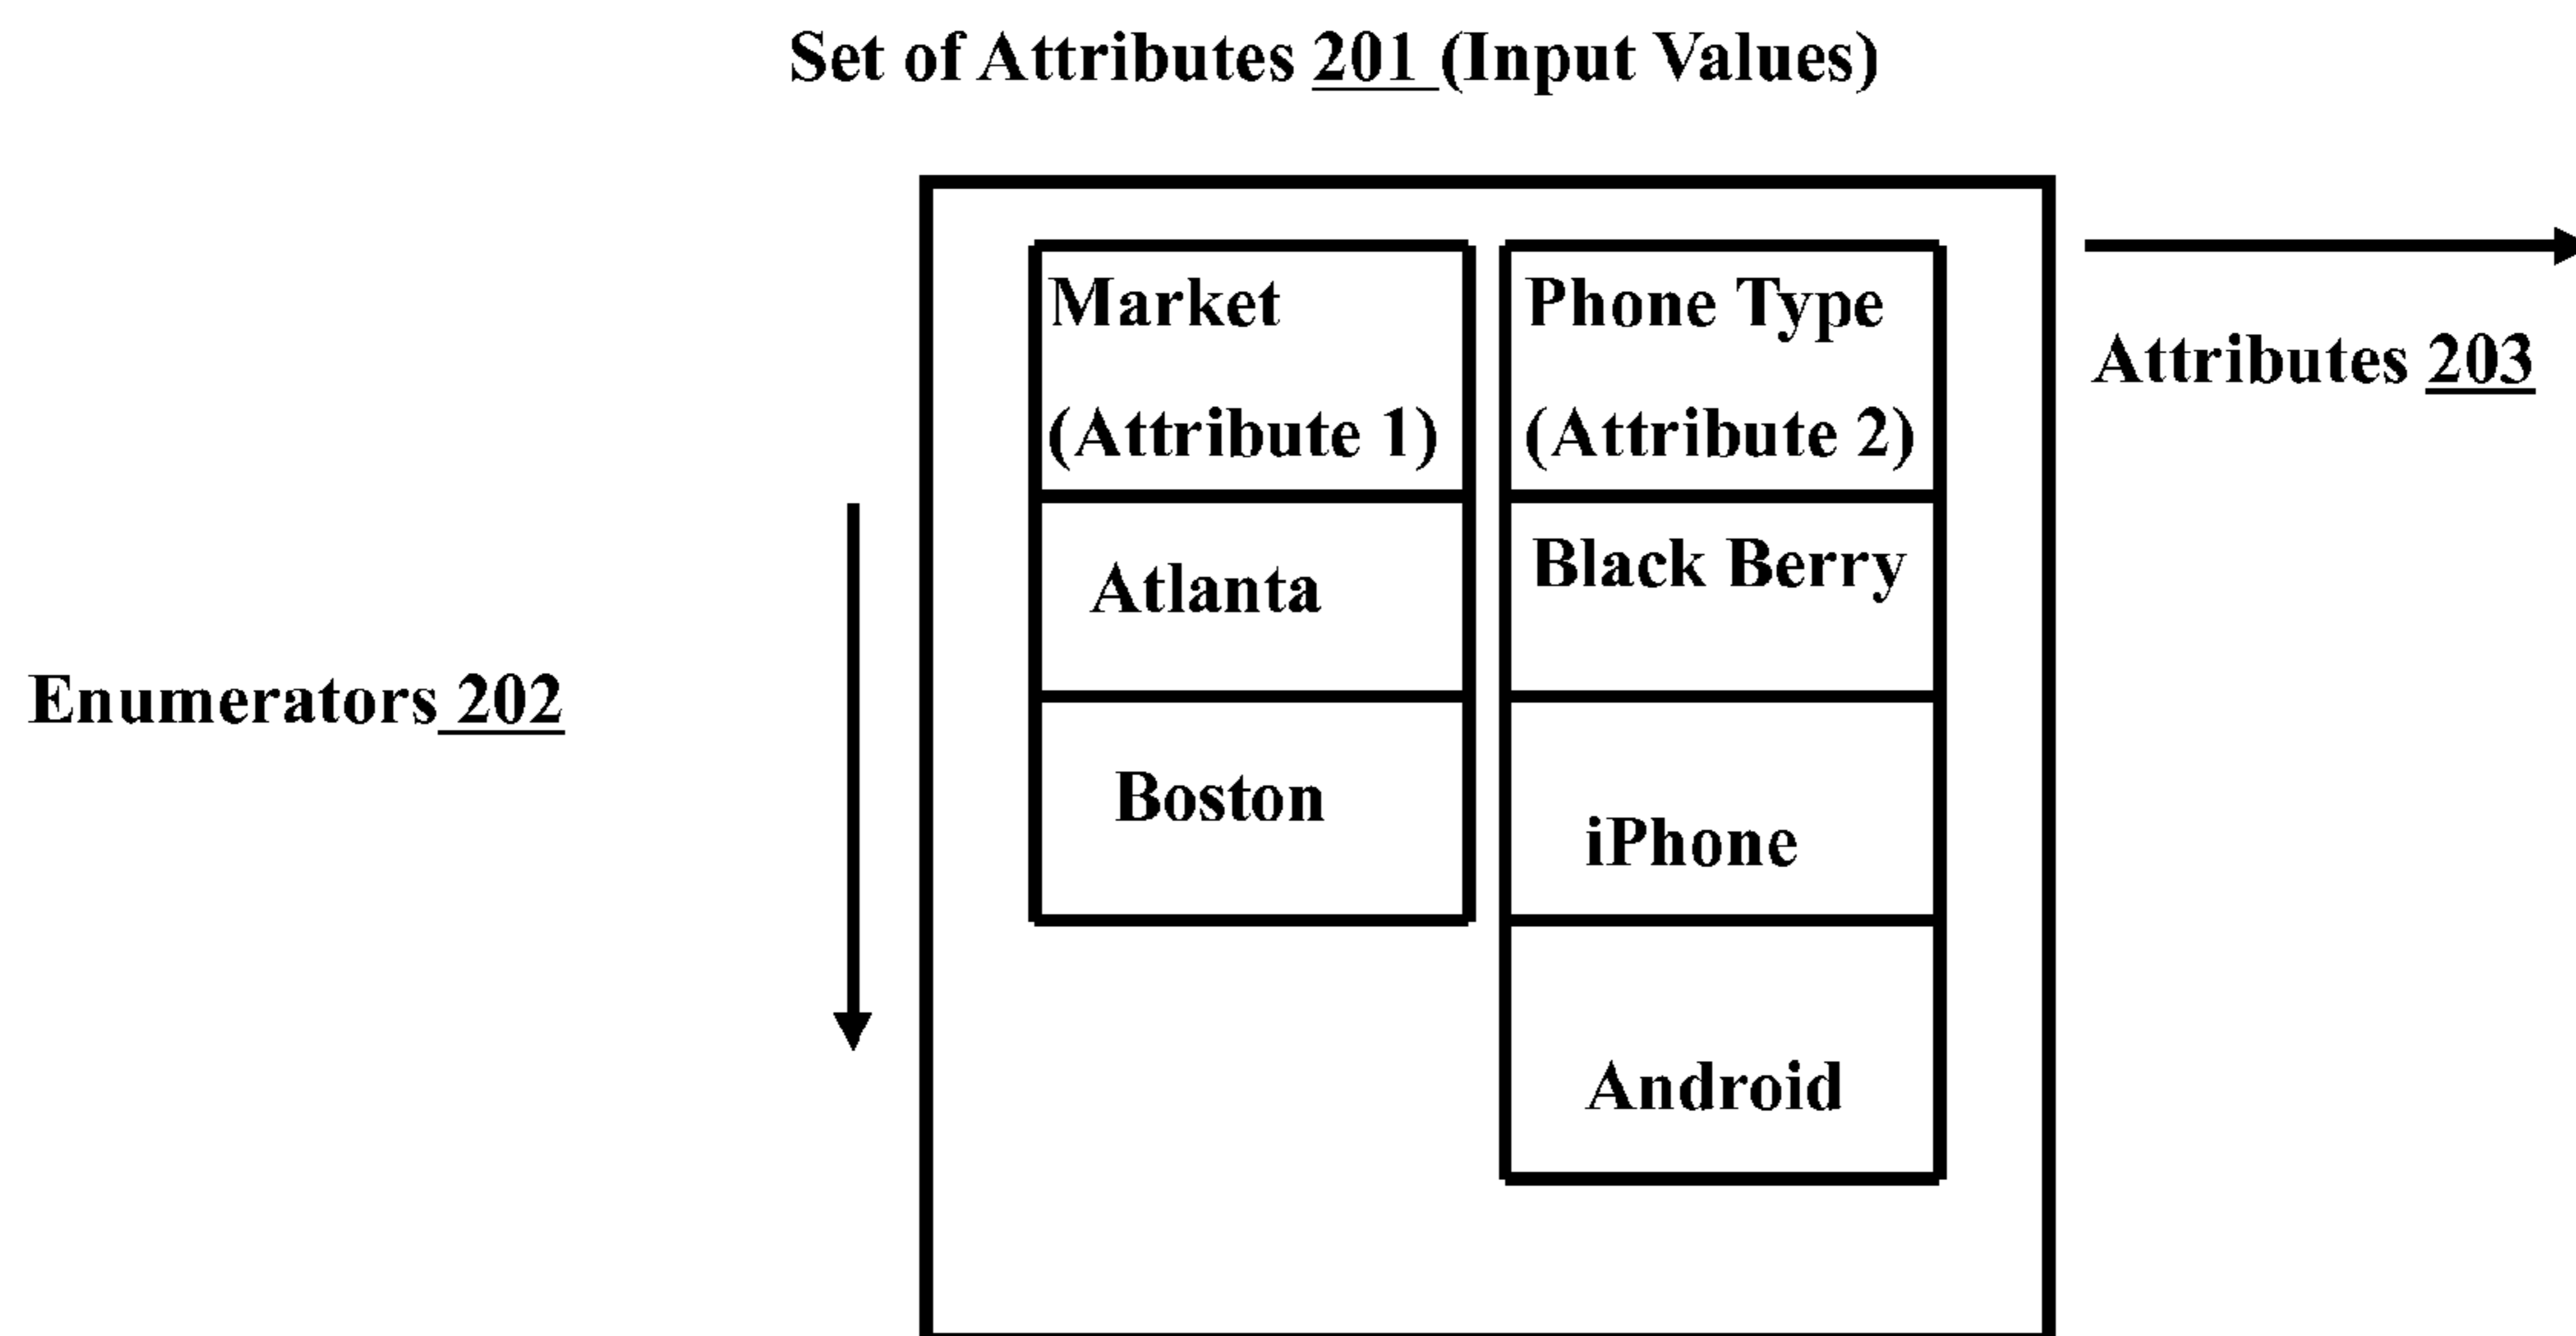 Set of Attributes 201 (Input Values)
Market
(Attribute 1)
Phone Type
(Attribute 2)
Attributes 203
Atlanta
Black Berry
Enumerators 202
Boston
iPhone
Android